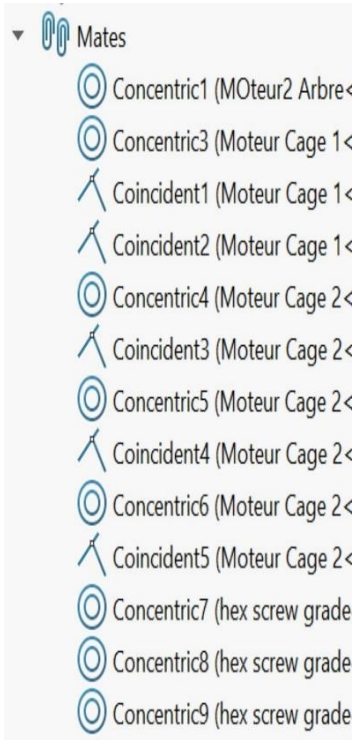 Mates
Concentric1 (MOteur2 Arbre<
Concentric3 (Moteur Cage 1<
Coincident1 (Moteur Cage 1<
Coincident2 (Moteur Cage 1<
Concentric4 (Moteur Cage 2<
Coincident3 (Moteur Cage 2<
Concentric5 (Moteur Cage 2<
Coincident4 (Moteur Cage 2<
Concentric6 (Moteur Cage 2<
Coincident5 (Moteur Cage 2<
Concentric7 (hex screw grade
Concentric8 (hex screw grade
Concentric9 (hex screw grade